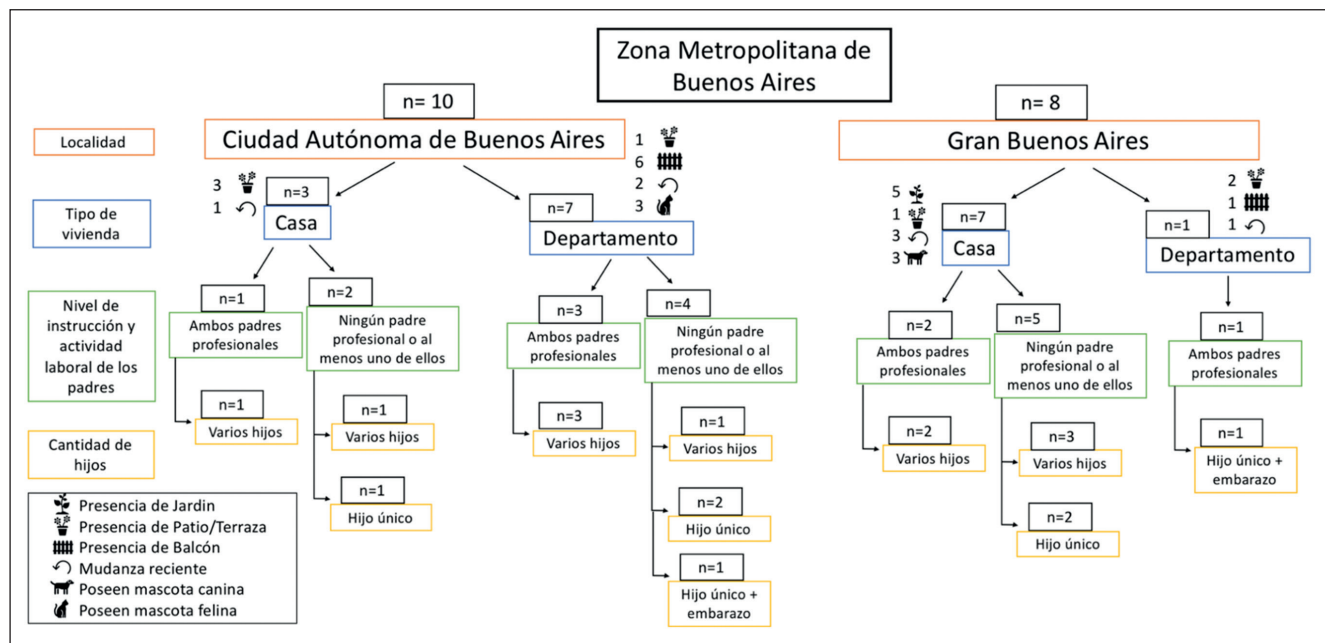 Zona Metropolitana de
Buenos Aires
n= 10
Ciudad Autónoma de Buenos Aires
n= 8
Gran Buenos Aires
Localidad
1
6
2
3
3
1
n=3
Casa
n=7
Departamento
5
1
3
3
n=7
Casa
2
1
1
n=1
Departamento
Tipo de
vivienda
Nivel de
instrucción y
actividad
laboral de los
padres
n=1
Ambos padres
profesionales
n=2
Ningún padre
profesional o al
menos uno de ellos
n=3
Ambos padres
profesionales
n=4
Ningún padre
profesional o al
menos uno de ellos
n=2
Ambos padres
profesionales
n=5
Ningún padre
profesional o al
menos uno de ellos
n=1
Ambos padres
profesionales
Cantidad de
hijos
n=1
Varios hijos
n=1
Varios hijos
n=1
Hijo único
n=3
Varios hijos
n=1
Varios hijos
n=2
Hijo único
n=1
Hijo único +
embarazo
n=2
Varios hijos
n=3
Varios hijos
n=2
Hijo único
n=1
Hijo único +
embarazo
Presencia de Jardin
Presencia de Patio/Terraza
Presencia de Balcón
Mudanza reciente
Poseen mascota canina
Poseen mascota felina